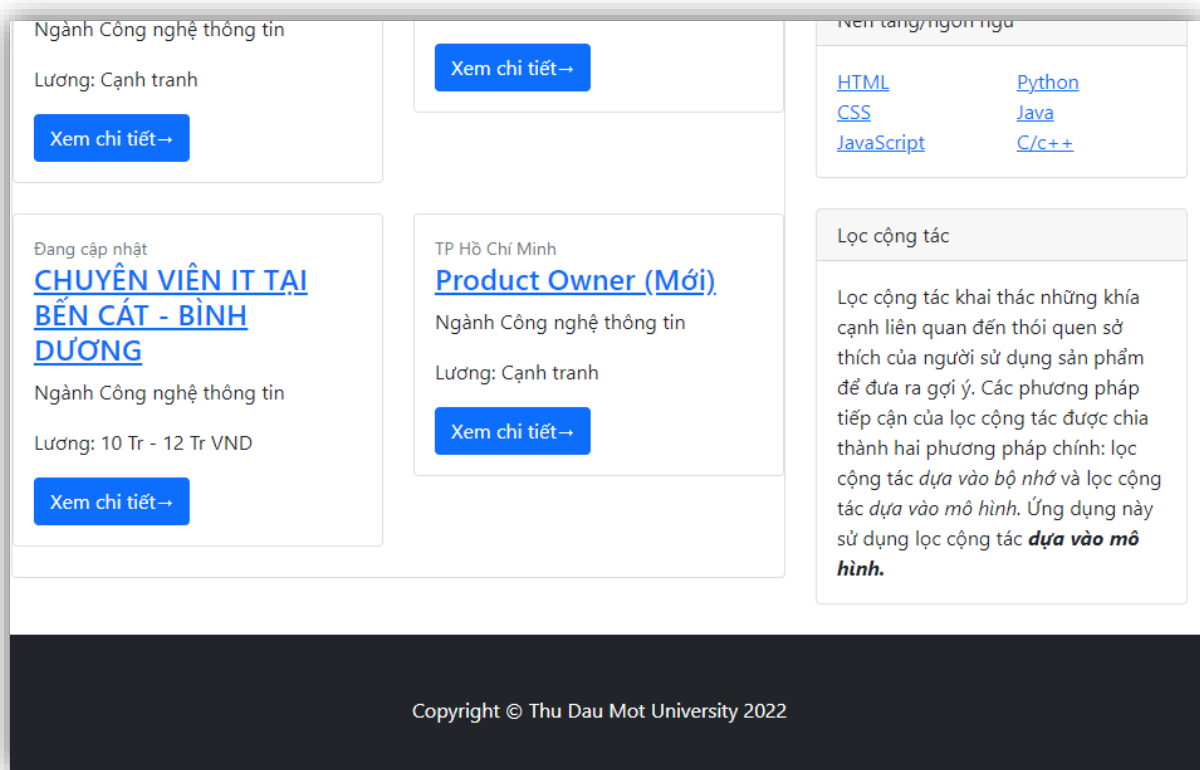 Ngành Công nghệ thông tin
Lương: Cạnh tranh
Xem chi tiết→
Xem chi tiết→
Đang cập nhật
CHUYÊN VIÊN IT TẠI
BẾN CÁT - BÌNH
DƯƠNG
Ngành Công nghệ thông tin
Lương: 10 Tr - 12 Tr VND
Xem chi tiết→
TP Hồ Chí Minh
Product Owner (Mới)
Ngành Công nghệ thông tin
Lương: Cạnh tranh
Xem chi tiết→
Nền tảng/ngôn ngữ
HTML
CSS
JavaScript
Python
Java
C/c++
Lọc cộng tác
Lọc cộng tác khai thác những khía
cạnh liên quan đến thói quen sở
thích của người sử dụng sản phẩm
để đưa ra gợi ý. Các phương pháp
tiếp cận của lọc cộng tác được chia
thành hai phương pháp chính: lọc
cộng tác dựa vào bộ nhớ và lọc cộng
tác dựa vào mô hình. Ứng dụng này
sử dụng lọc cộng tác dựa vào mô
hình.
Copyright © Thu Dau Mot University 2022